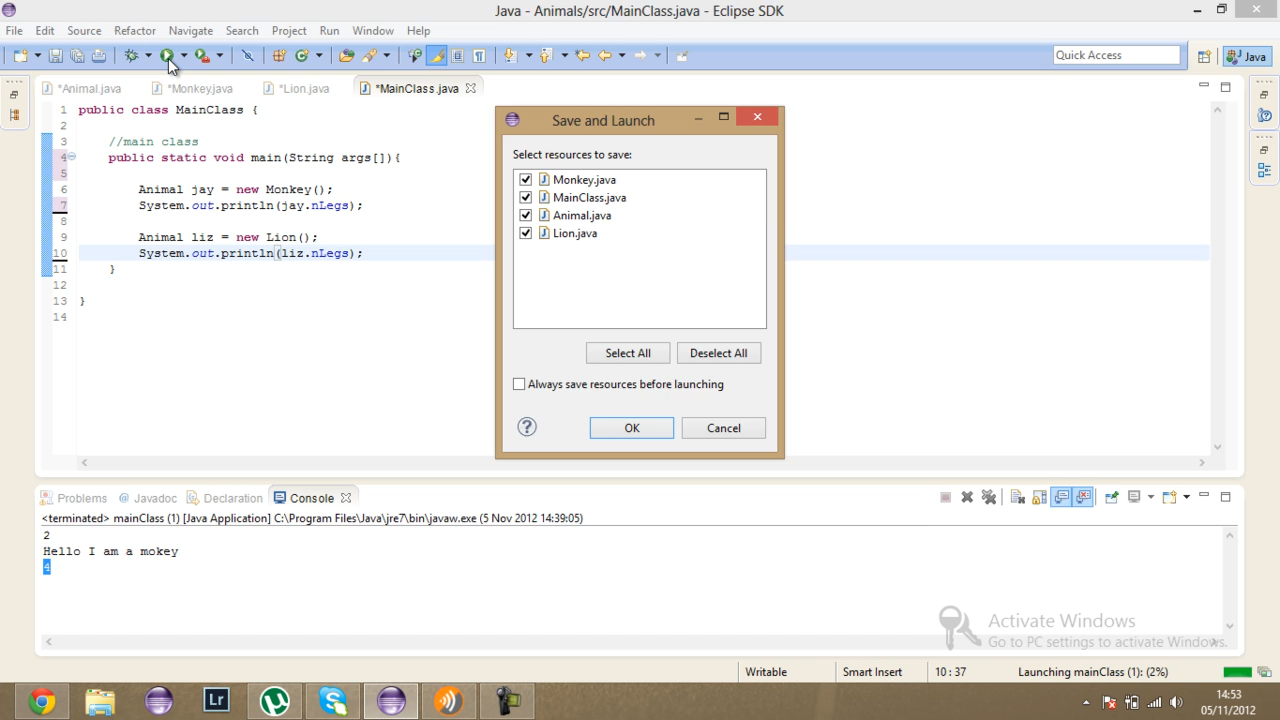 Java - Animals/src/MainClass.java - Eclipse SDK
File Edit Source Refactor Navigate Search Project Run Window Help
Quick Access
Java
*Animal.java *Monkey.java *Lion.java *MainClass.java
1 public class MainClass {
2
3 //main class
4 public static void main(String args[]){
5
6 Animal jay = new Monkey();
7 System.out.println(jay.nLegs);
8
9 Animal liz = new Lion();
10 System.out.println(liz.nLegs);
11 }
12
13 }
14
Save and Launch
Select resources to save:
Monkey.java
MainClass.java
Animal.java
Lion.java
Select All Deselect All
Always save resources before launching
OK Cancel
Problems @ Javadoc Declaration Console
<terminated> mainClass (1) [Java Application] C:\Program Files\Java\jre7\bin\javaw.exe (5 Nov 2012 14:39:05)
2
Hello I am a mokey
4
Activate Windows
Go to PC settings to activate Windows.
Writable Smart Insert 10 : 37 Launching mainClass (1): (2%)
Lr
14:53
05/11/2012